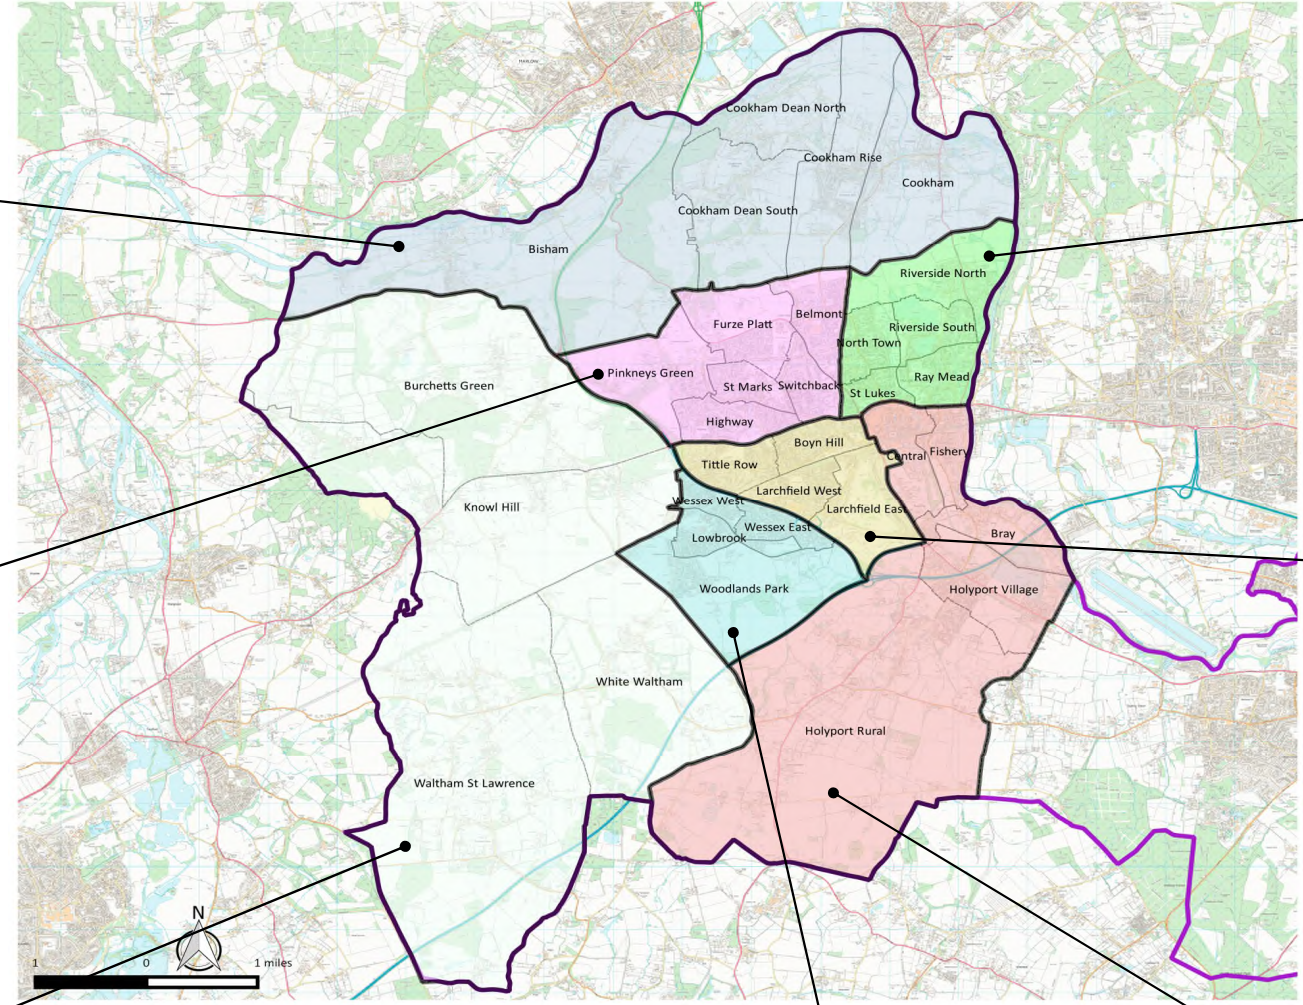 Cookham Dean North
Cookham Rise
Cookham
Cookham Dean South
Bisham
Riverside North
Belmont
Furze Platt
Riverside South
North Town
Pinkneys Green
Ray Mead
Burchetts Green
St Marks
Switchback
St Lukes
Highway
Boyn Hill
Fishery
Central
Tittle Row
Larchfield West
Wessex West
Knowl Hill
Larchfield East
Wessex East
Bray
Lowbrook
Woodlands Park
Holyport Village
White Waltham
Holyport Rural
Waltham St Lawrence
N
1 0 1 miles